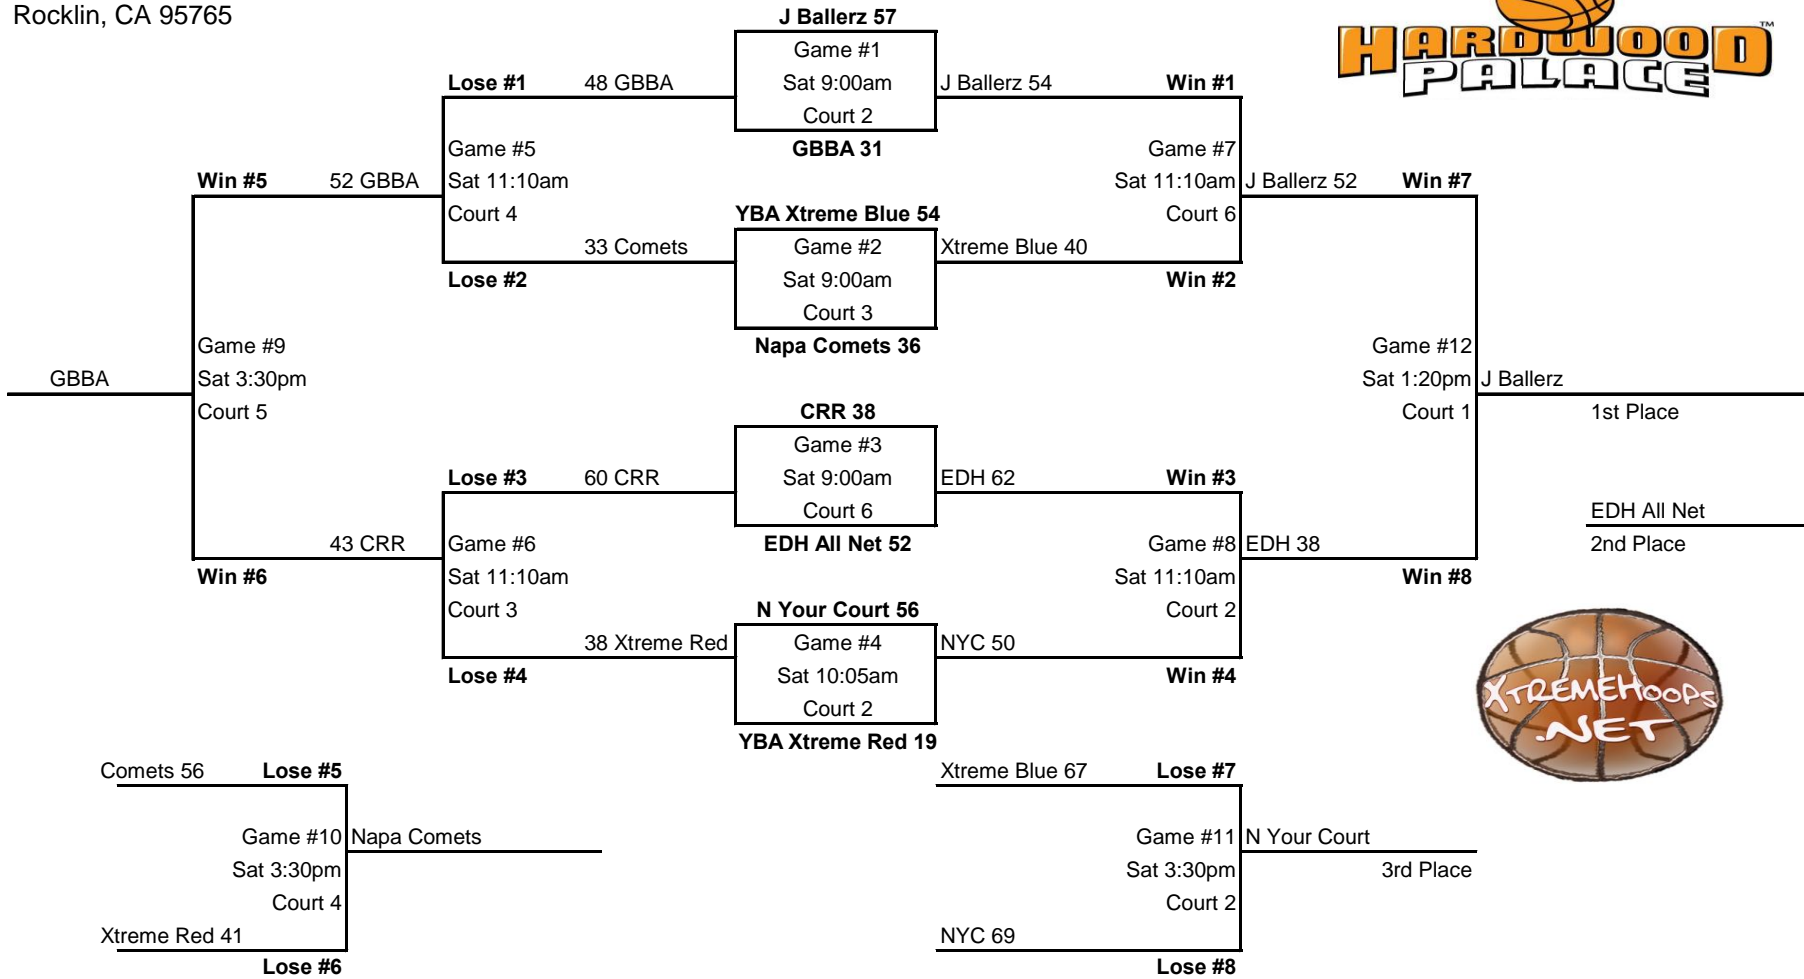 Rocklin, CA 95765
HARDWOOD
PALACE
TM
J Ballerz 57
Game #1
Lose #1 48 GBBA Sat 9:00am J Ballerz 54 Win #1
Court 2
Game #5 GBBA 31 Game #7
Win #5 52 GBBA Sat 11:10am Sat 11:10am J Ballerz 52 Win #7
Court 4 YBA Xtreme Blue 54 Court 6
33 Comets Game #2 Xtreme Blue 40
Lose #2 Sat 9:00am Win #2
Court 3
Game #9 Napa Comets 36 Game #12
GBBA Sat 3:30pm Sat 1:20pm J Ballerz
Court 5 CRR 38 Court 1 1st Place
Game #3
Lose #3 60 CRR Sat 9:00am EDH 62 Win #3
Court 6 EDH All Net
43 CRR Game #6 EDH All Net 52 Game #8 EDH 38 2nd Place
Win #6 Sat 11:10am Sat 11:10am Win #8
Court 3 N Your Court 56 Court 2
38 Xtreme Red Game #4 NYC 50
Lose #4 Sat 10:05am Win #4
Court 2
XTREMEHOOPS
.NET
YBA Xtreme Red 19
Comets 56 Lose #5 Xtreme Blue 67 Lose #7
Game #10 Napa Comets Game #11 N Your Court
Sat 3:30pm Sat 3:30pm 3rd Place
Court 4 Court 2
Xtreme Red 41 NYC 69
Lose #6 Lose #8